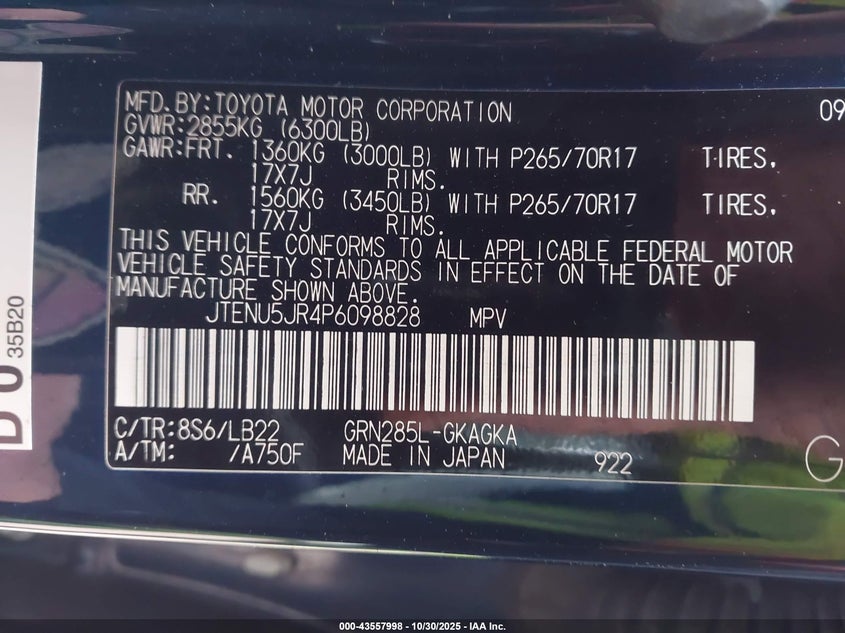 MFD.BY:TOYOTA MOTOR CORPORATION 09
GVWR:2855KG (6300LB)
GAWR:FRT. 1360KG (3000LB) WITH P265/70R17 TIRES,
17X7J RIMS.
RR. 1560KG (3450LB) WITH P265/70R17 TIRES,
17X7J RIMS.
THIS VEHICLE CONFORMS TO ALL APPLICABLE FEDERAL MOTOR
VEHICLE SAFETY STANDARDS IN EFFECT ON THE DATE OF
MANUFACTURE SHOWN ABOVE.
JTENU5JR4P6098828 MPV
C/TR:8S6/LB22 GRN285L-GKAGKA
A/TM: /A750F MADE IN JAPAN 922
G
35B20
000-43557998 - 10/30/2025 - IAA Inc.